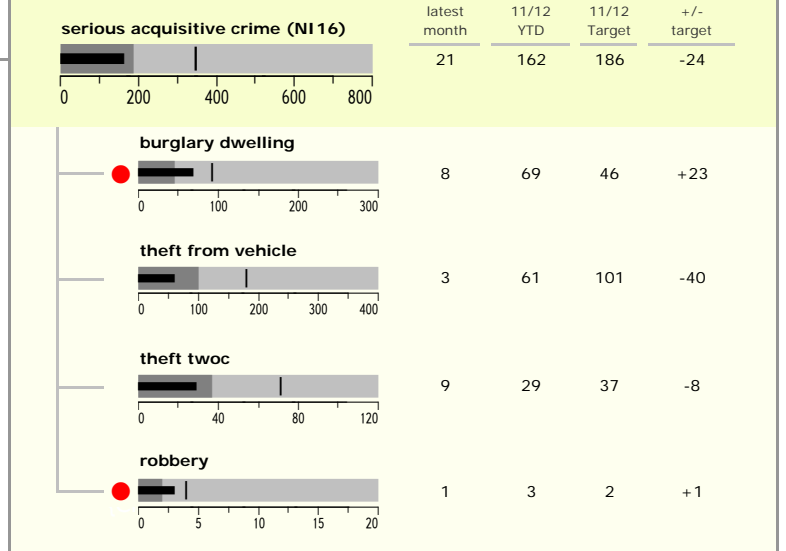 latest 11/12 11/12 +/-
serious acquisitive crime (NI16) month YTD Target target
21 162 186 -24
0 200 400 600 800
burglary dwelling
8 69 46 +23
0 100 200 300
theft from vehicle
3 61 101 -40
0 100 200 300 400
theft twoc
9 29 37 -8
0 40 80 120
robbery
1 3 2 +1
0 5 10 15 20